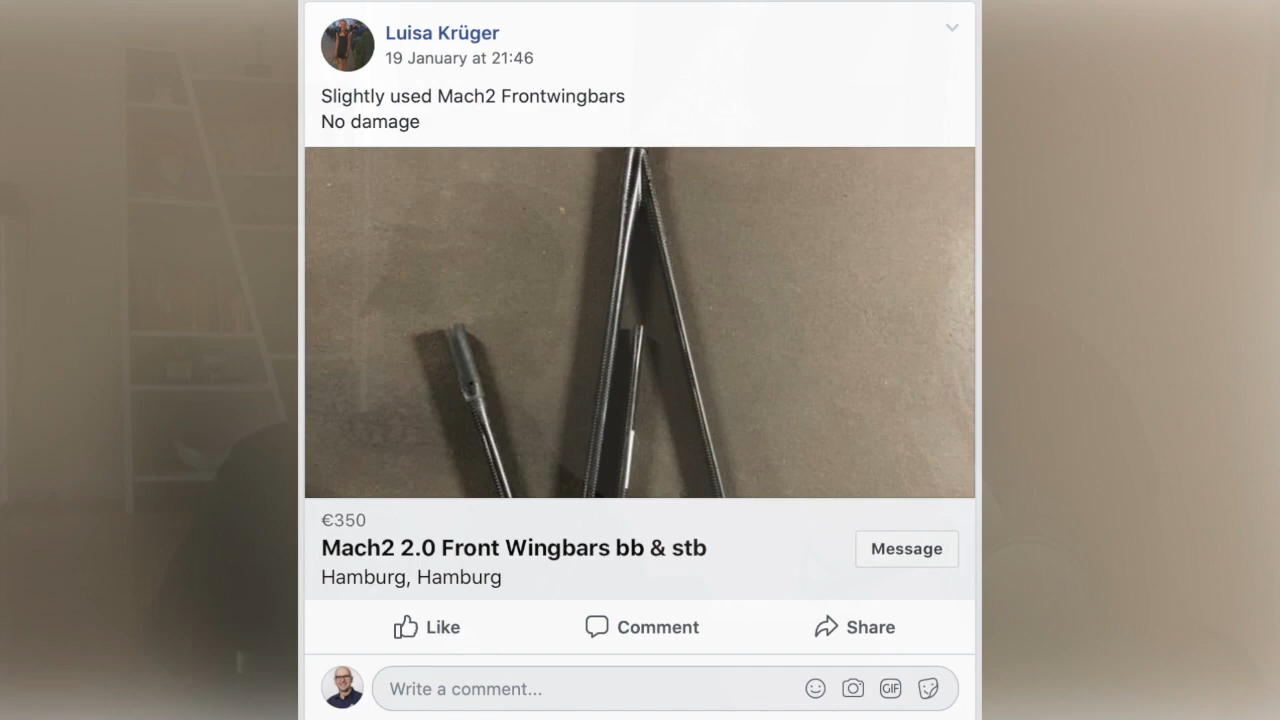 Luisa Krüger
19 January at 21:46
Slightly used Mach2 Frontwingbars
No damage
€350
Mach2 2.0 Front Wingbars bb & stb
Message
Hamburg, Hamburg
Like
Comment
Share
Write a comment...
GIF